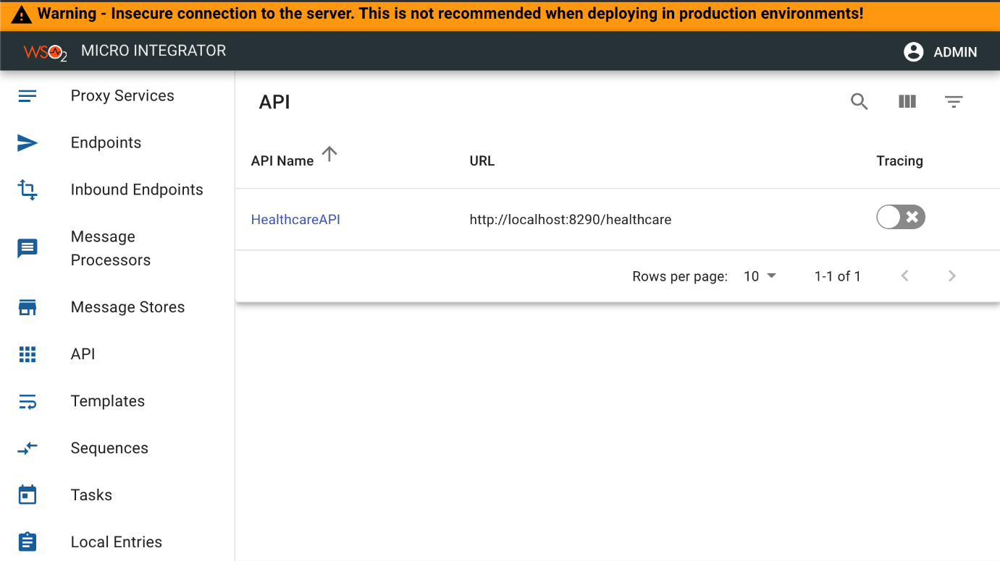 Warning - Insecure connection to the server. This is not recommended when deploying in production environments!
WSO2 MICRO INTEGRATOR
ADMIN
Proxy Services
Endpoints
Inbound Endpoints
Message
Processors
Message Stores
API
Templates
Sequences
Tasks
Local Entries
API
API Name URL Tracing
HealthcareAPI http://localhost:8290/healthcare
Rows per page: 10 1-1 of 1